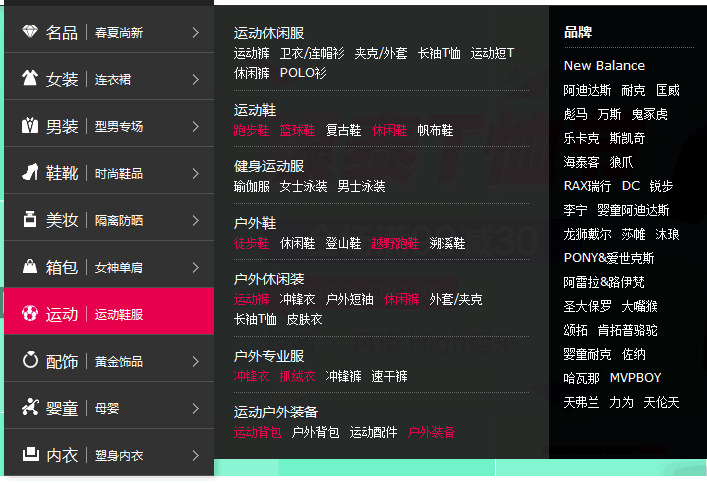 名品 春夏尚新
女装 连衣裙
男装 型男专场
鞋靴 时尚鞋品
美妆 隔离防晒
箱包 女神单肩
运动 运动鞋服
配饰 黄金饰品
婴童 母婴
内衣 塑身内衣
运动休闲服
运动裤 卫衣/连帽衫 夹克/外套 长袖T恤 运动短T
休闲裤 POLO衫
运动鞋
跑步鞋 篮球鞋 复古鞋 休闲鞋 帆布鞋
健身运动服
瑜伽服 女士泳装 男士泳装
户外鞋
徒步鞋 休闲鞋 登山鞋 越野跑鞋 溯溪鞋
户外休闲装
运动裤 冲锋衣 户外短袖 休闲裤 外套/夹克
长袖T恤 皮肤衣
户外专业服
冲锋衣 抓绒衣 冲锋裤 速干裤
运动户外装备
运动背包 户外背包 运动配件 户外装备
品牌
New Balance
阿迪达斯 耐克 匡威
彪马 万斯 鬼冢虎
乐卡克 斯凯奇
海泰客 狼爪
RAX瑞行 DC 锐步
李宁 婴童阿迪达斯
龙狮戴尔 莎帷 沐狼
PONY&爱世克斯
阿雷拉&路伊梵
圣大保罗 大嘴猴
颂拓 肯拓普骆驼
婴童耐克 佐纳
哈瓦那 MVPBOY
天弗兰 力为 天伦天